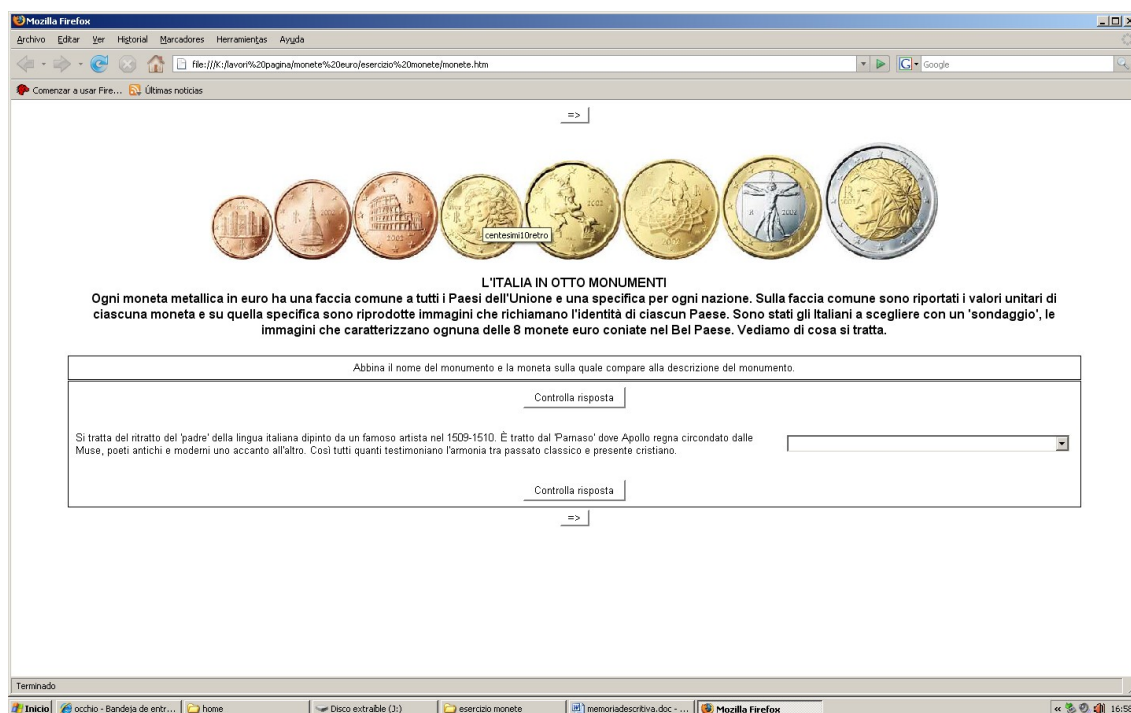 Mozilla Firefox
Archivo Editar Ver Historial Marcadores Herramientas Ayuda
file:///K:/lavori%20pagina/monete%20euro/esercizio%20monete/monete.htm
Google
Comenzar a usar Fire... Últimas noticias
=>
centesimi10retro
L'ITALIA IN OTTO MONUMENTI
Ogni moneta metallica in euro ha una faccia comune a tutti i Paesi dell'Unione e una specifica per ogni nazione. Sulla faccia comune sono riportati i valori unitari di
ciascuna moneta e su quella specifica sono riprodotte immagini che richiamano l'identità di ciascun Paese. Sono stati gli Italiani a scegliere con un 'sondaggio', le
immagini che caratterizzano ognuna delle 8 monete euro coniate nel Bel Paese. Vediamo di cosa si tratta.
Abbina il nome del monumento e la moneta sulla quale compare alla descrizione del monumento.
Controlla risposta
Si tratta del ritratto del 'padre' della lingua italiana dipinto da un famoso artista nel 1509-1510. È tratto dal 'Parnaso' dove Apollo regna circondato dalle
Muse, poeti antichi e moderni uno accanto all'altro. Così tutti quanti testimoniano l'armonia tra passato classico e presente cristiano.
Controlla risposta
=>
Terminado
Inicio occhio - Bandeja de entr... home Disco extraíble (J:) esercizio monete memoriadescritiva.doc - ... Mozilla Firefox 16:58